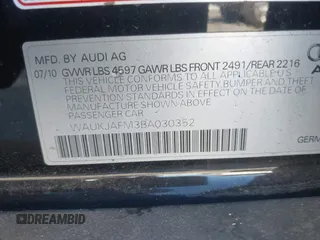 MFD. BY AUDI AG
07/10 GVWR LBS 4597 GAWR LBS FRONT 2491/REAR 2216
THIS VEHICLE CONFORMS TO ALL APPLICABLE
FEDERAL MOTOR VEHICLE SAFETY, BUMPER, AND
THEFT PREVENTION STANDARDS IN EFFECT ON THE
DATE OF MANUFACTURE SHOWN ABOVE
PASSENGER CAR
WAUKJAFM3BA030352
GERM
© DREAMBID
DREAMBID.COM